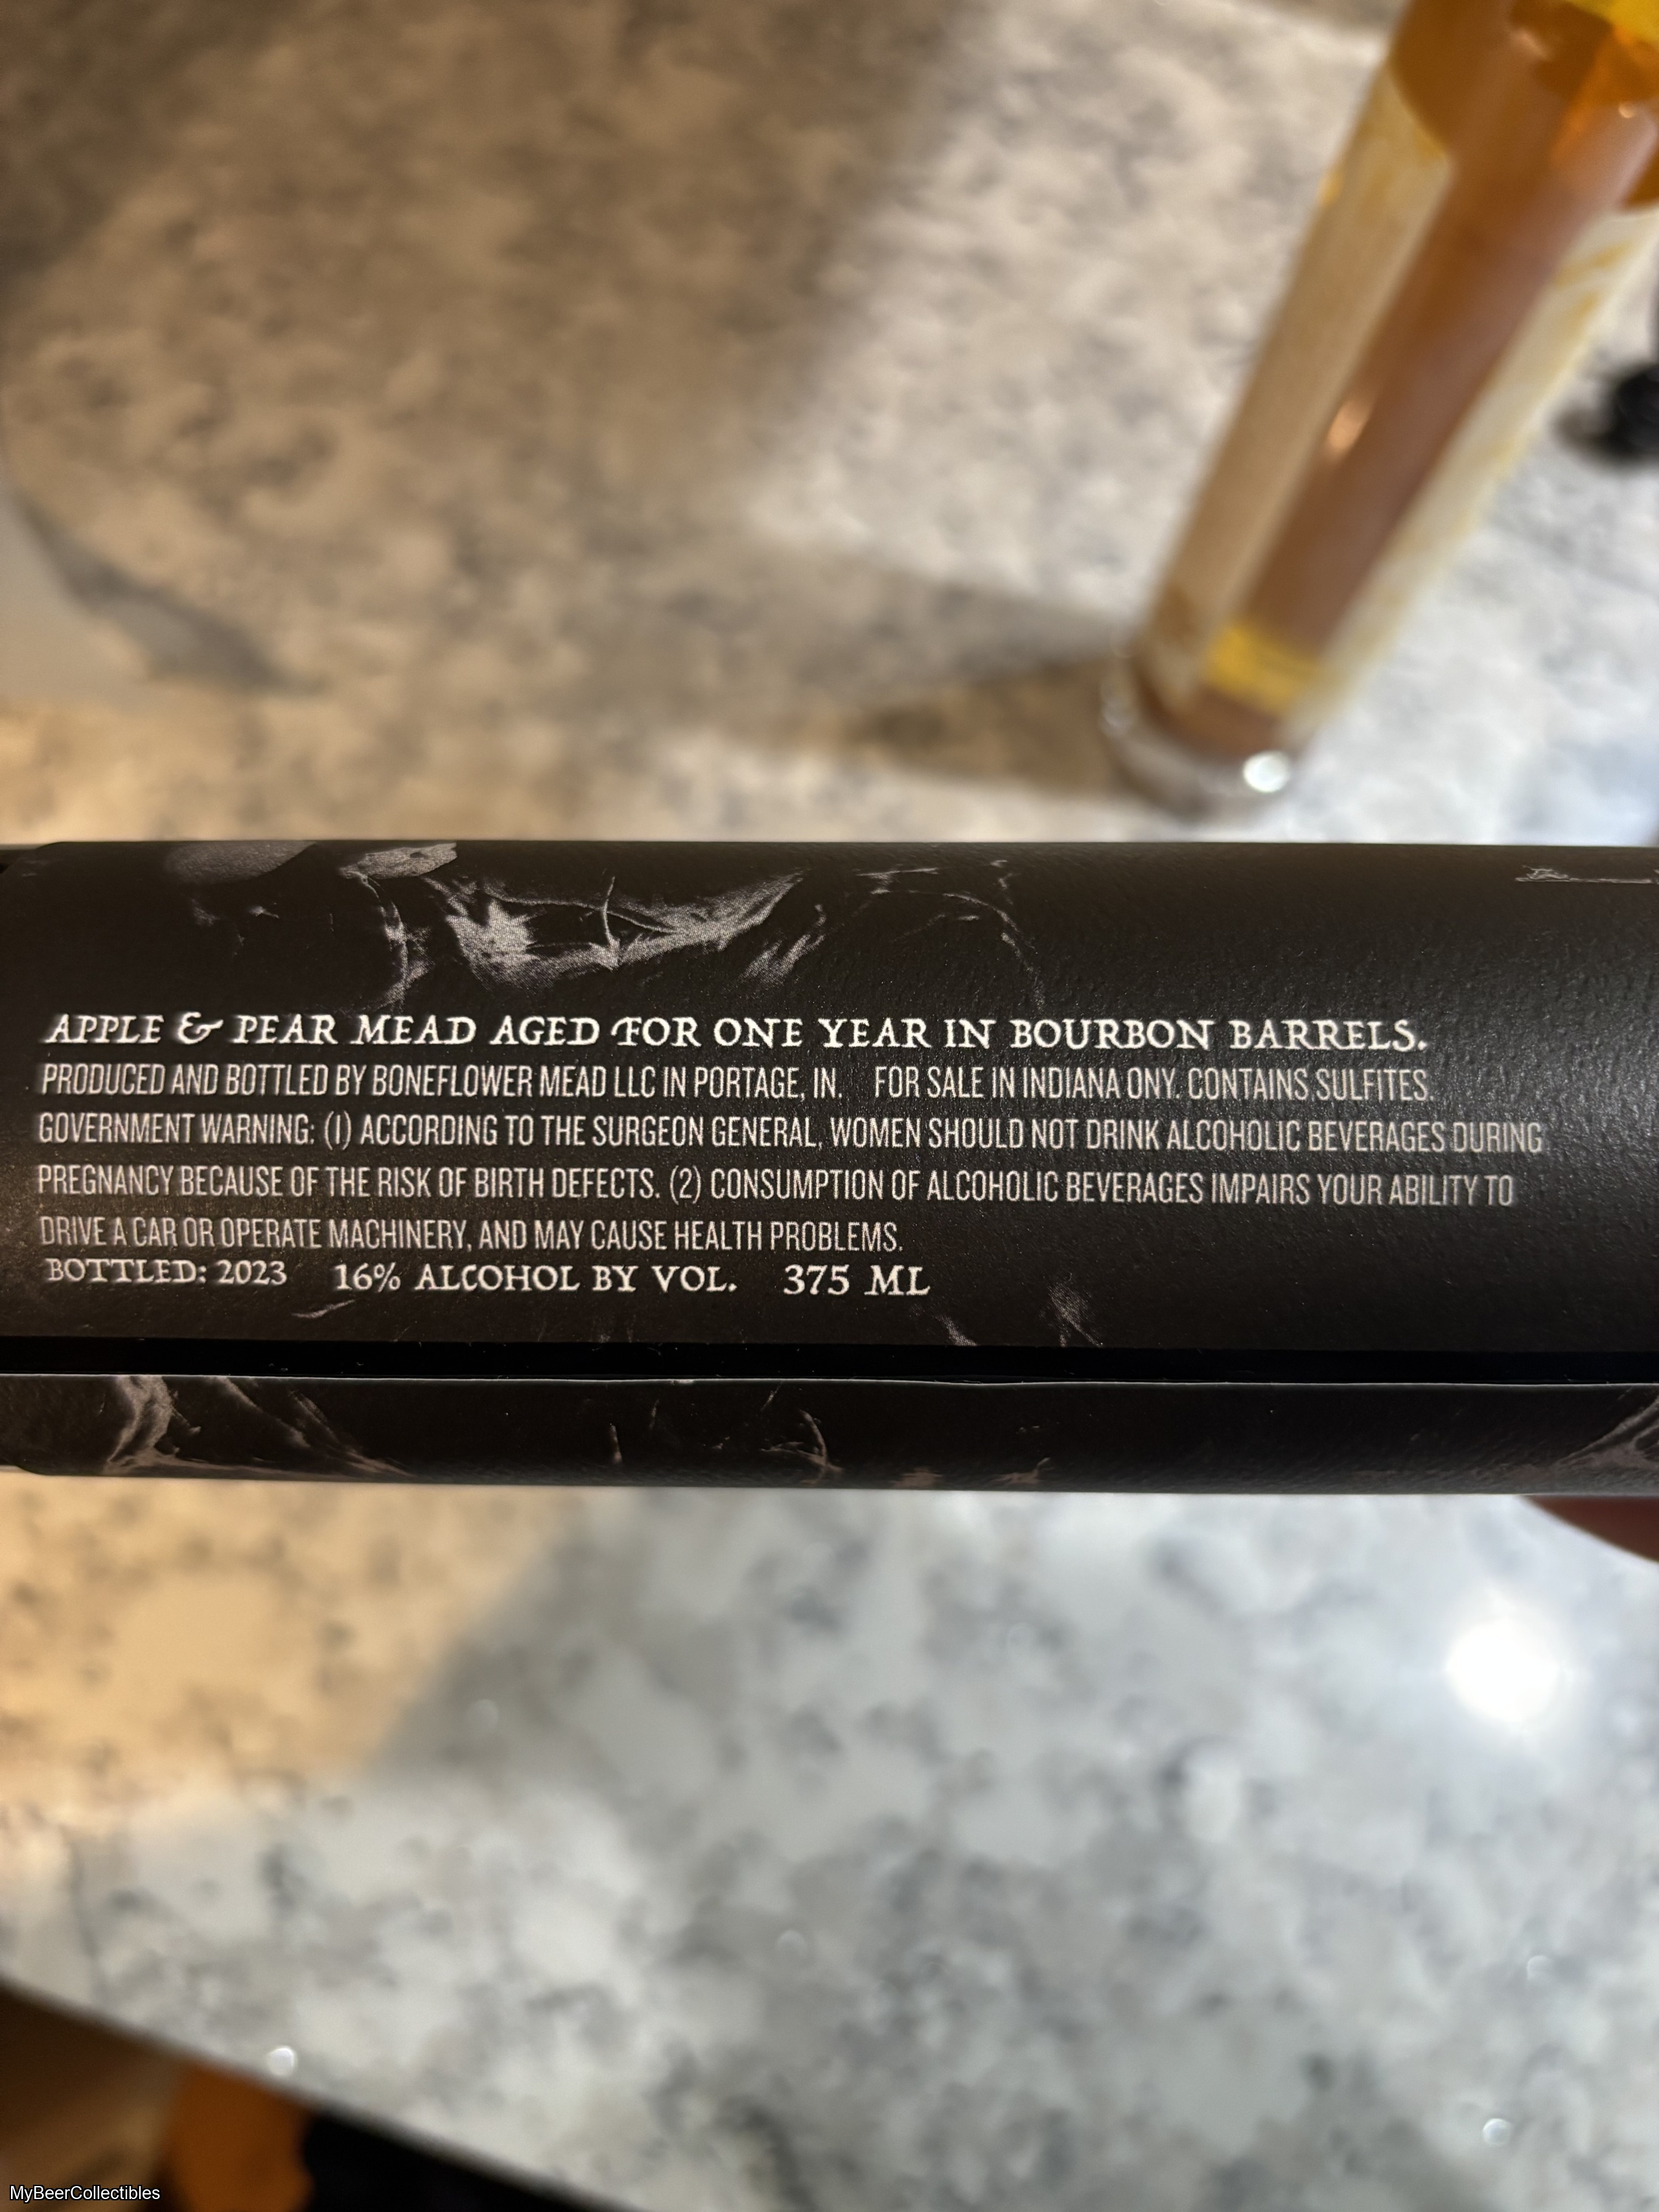 APPLE & PEAR MEAD AGED FOR ONE YEAR IN BOURBON BARRELS.
PRODUCED AND BOTTLED BY BONEFLOWER MEAD LLC IN PORTAGE, IN. FOR SALE IN INDIANA ONY. CONTAINS SULFITES.
GOVERNMENT WARNING: (1) ACCORDING TO THE SURGEON GENERAL, WOMEN SHOULD NOT DRINK ALCOHOLIC BEVERAGES DURING
PREGNANCY BECAUSE OF THE RISK OF BIRTH DEFECTS. (2) CONSUMPTION OF ALCOHOLIC BEVERAGES IMPAIRS YOUR ABILITY TO
DRIVE A CAR OR OPERATE MACHINERY, AND MAY CAUSE HEALTH PROBLEMS.
BOTTLED: 2023 16% ALCOHOL BY VOL. 375 ML
MyBeerCollectibles